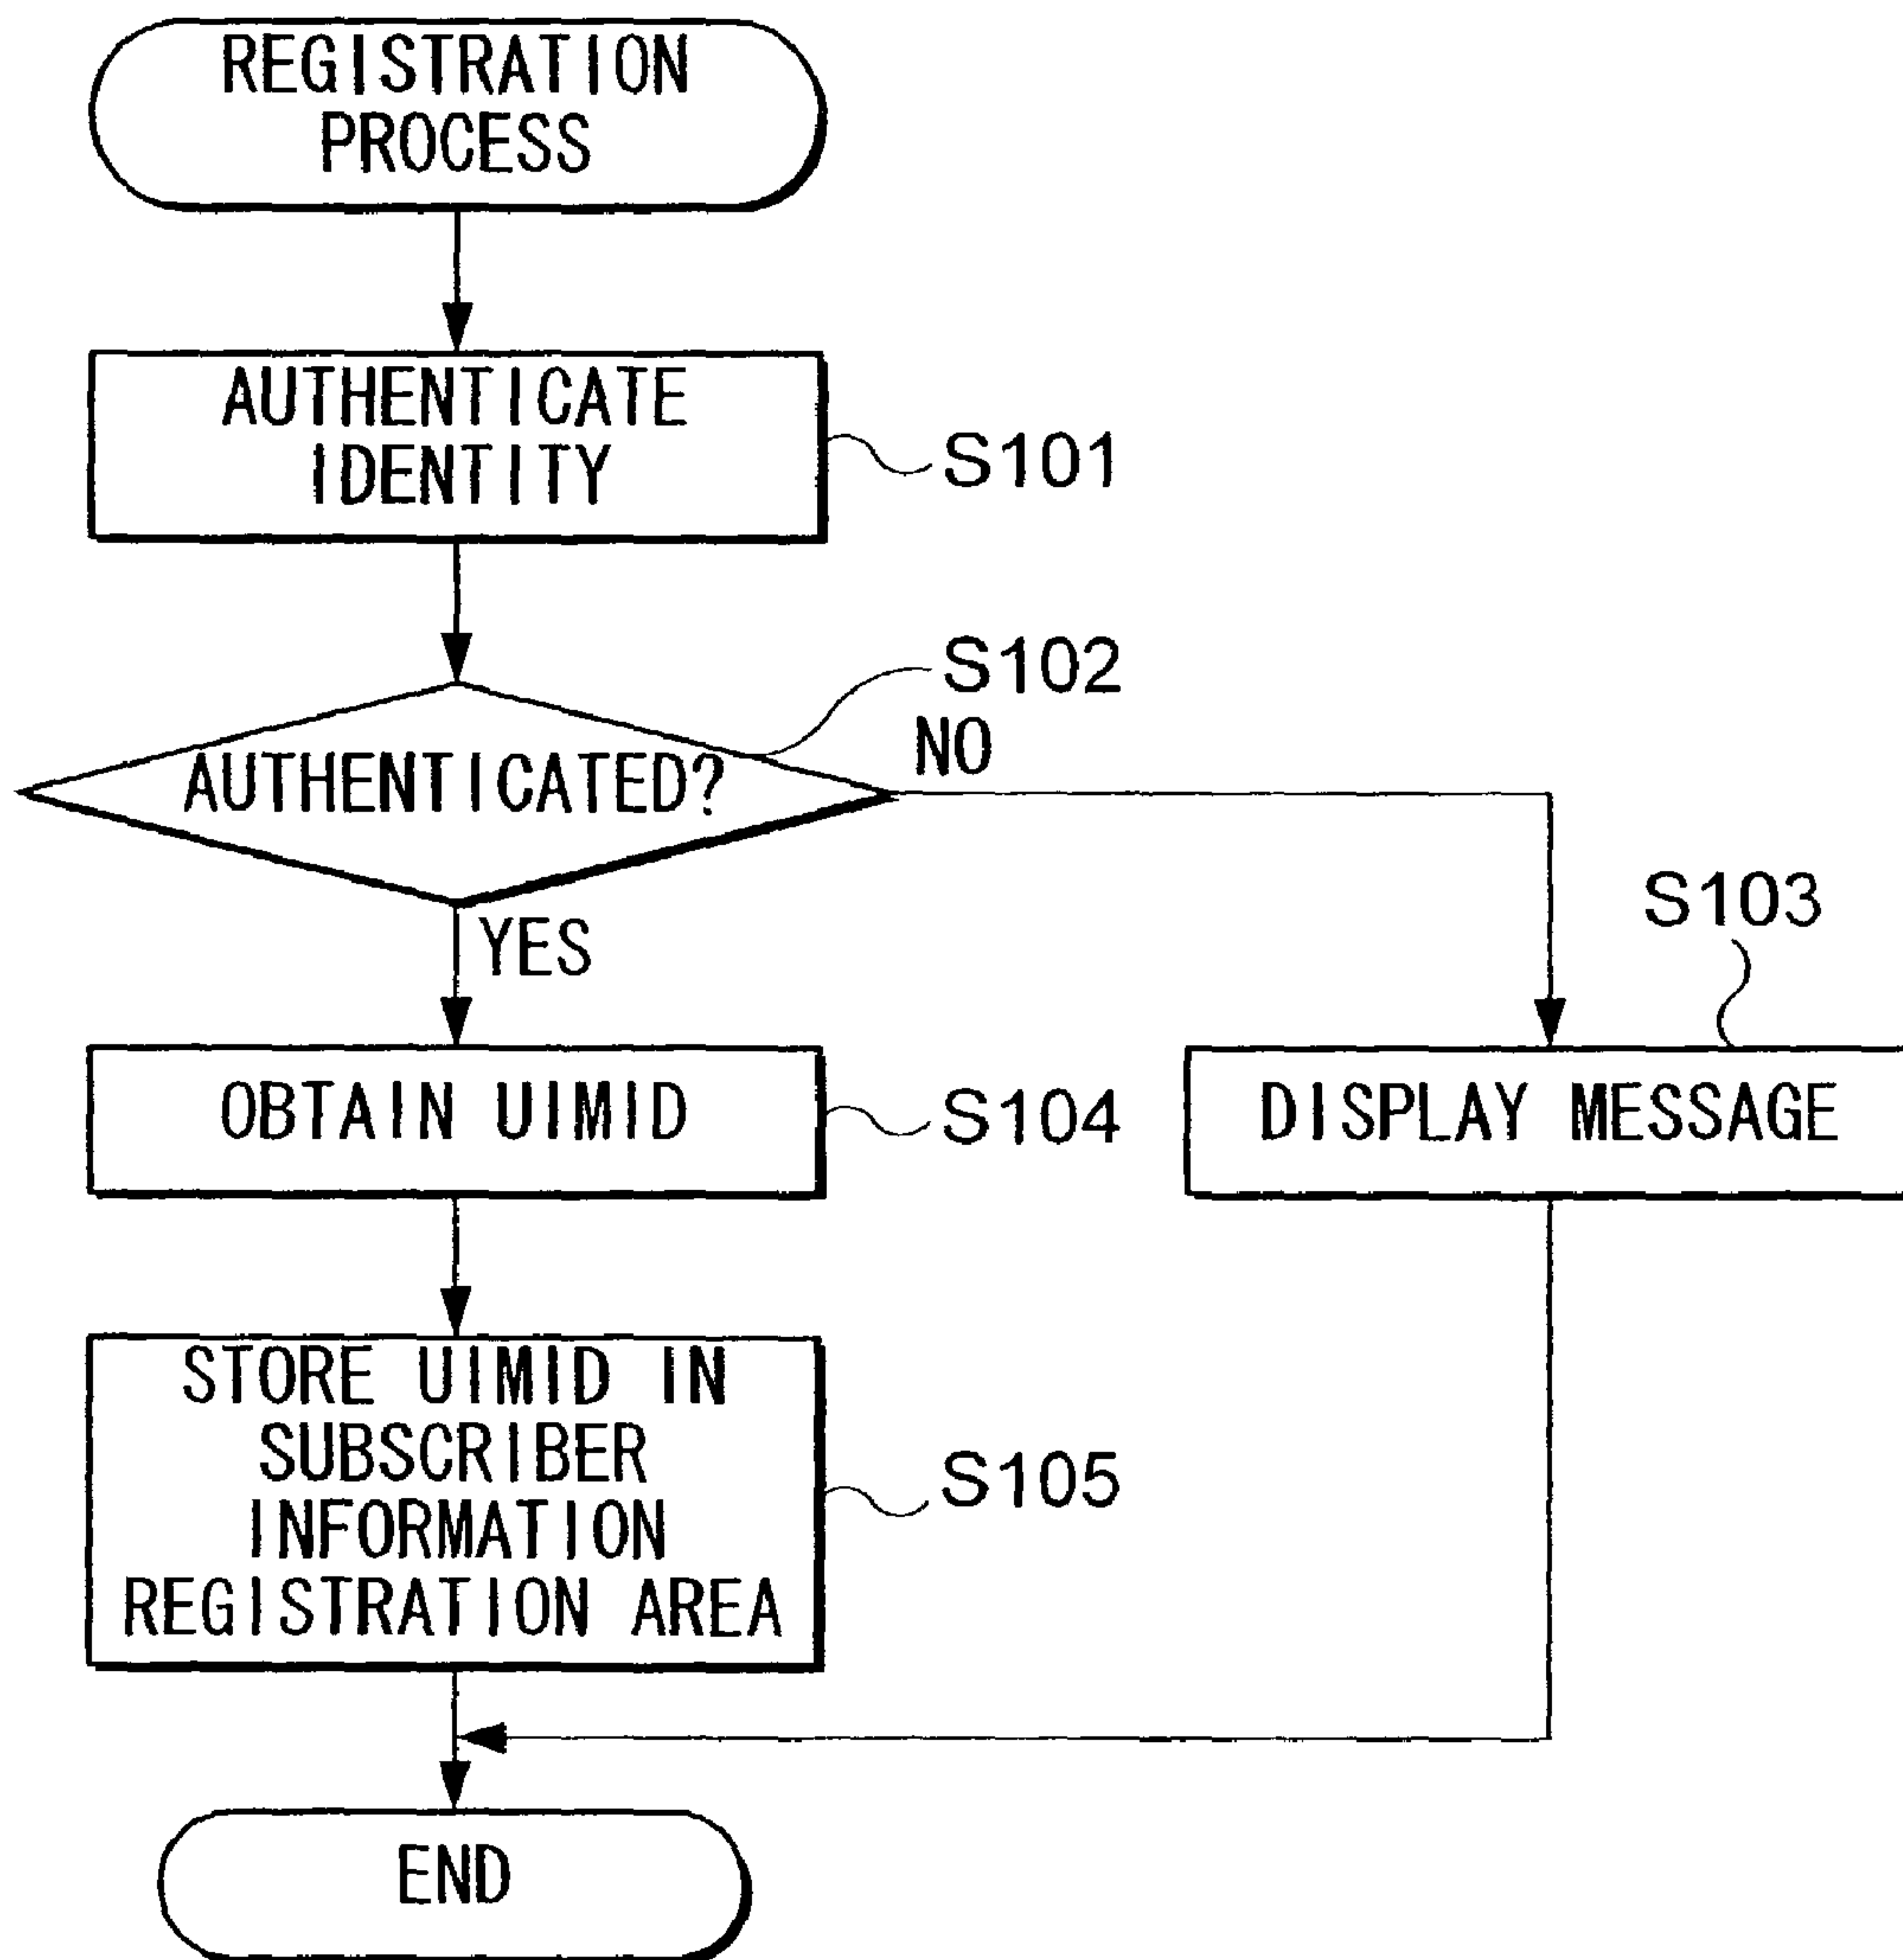 REGISTRATION
PROCESS
AUTHENTICATE
IDENTITY
S101
S102
AUTHENTICATED?
NO
YES
S103
OBTAIN UIMID
S104
DISPLAY MESSAGE
STORE UIMID IN
SUBSCRIBER
INFORMATION
REGISTRATION AREA
S105
END